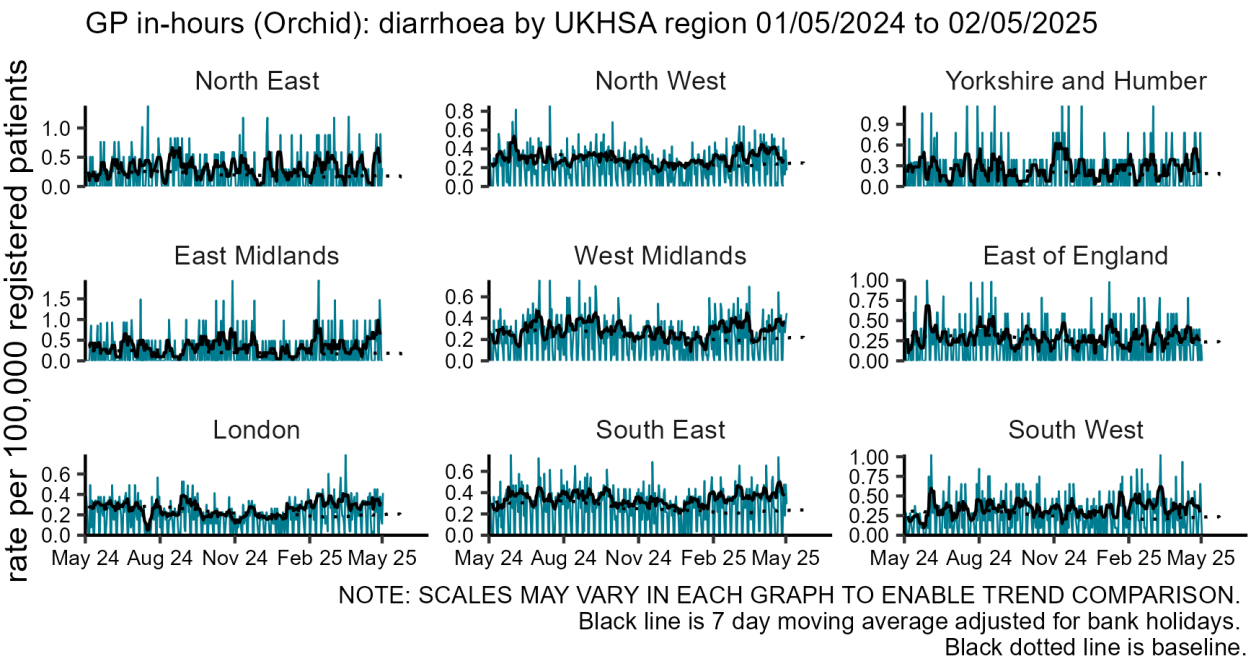 GP in-hours (Orchid): diarrhoea by UKHSA region 01/05/2024 to 02/05/2025
rate per 100,000 registered patients
North East
1.0
0.5
0.0
North West
0.8
0.6
0.4
0.2
0.0
Yorkshire and Humber
0.9
0.6
0.3
0.0
East Midlands
1.5
1.0
0.5
0.0
West Midlands
0.6
0.4
0.2
0.0
East of England
1.00
0.75
0.50
0.25
0.00
London
0.6
0.4
0.2
0.0
May 24 Aug 24 Nov 24 Feb 25 May 25
South East
0.6
0.4
0.2
0.0
May 24 Aug 24 Nov 24 Feb 25 May 25
South West
1.00
0.75
0.50
0.25
0.00
May 24 Aug 24 Nov 24 Feb 25 May 25
NOTE: SCALES MAY VARY IN EACH GRAPH TO ENABLE TREND COMPARISON.
Black line is 7 day moving average adjusted for bank holidays.
Black dotted line is baseline.